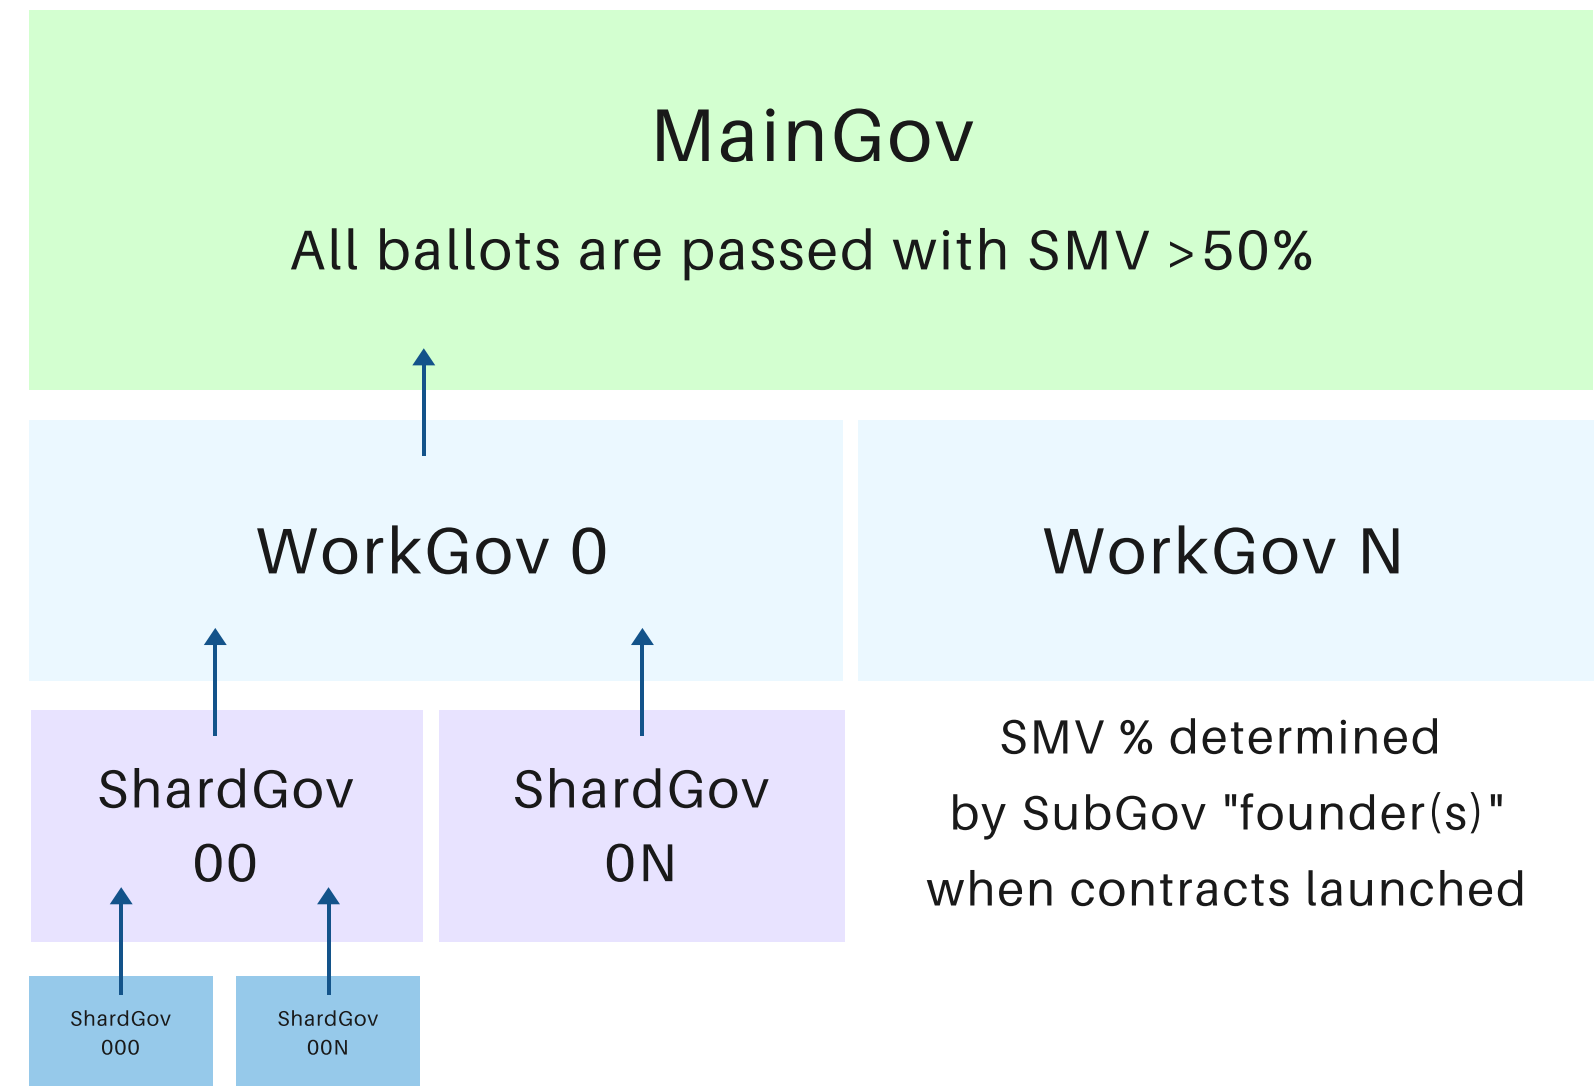 MainGov
All ballots are passed with SMV >50%
WorkGov 0
WorkGov N
ShardGov
00
ShardGov
0N
SMV % determined
by SubGov "founder(s)"
when contracts launched
ShardGov
000
ShardGov
00N